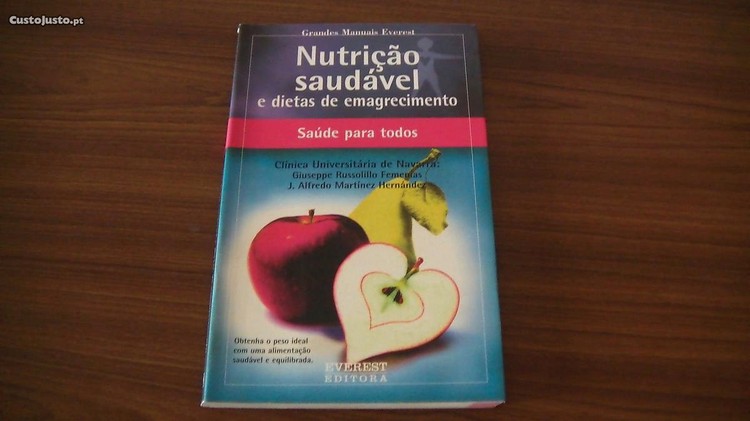 CustoJusto.pt
Grandes Manuais Everest
Nutrição
saudável
e dietas de emagrecimento
Saúde para todos
Clínica Universitária de Navarra:
Giuseppe Russolillo Femenías
J. Alfredo Martínez Hernández
Obtenha o peso ideal
com uma alimentação
saudável e equilibrada.
EVEREST
EDITORA